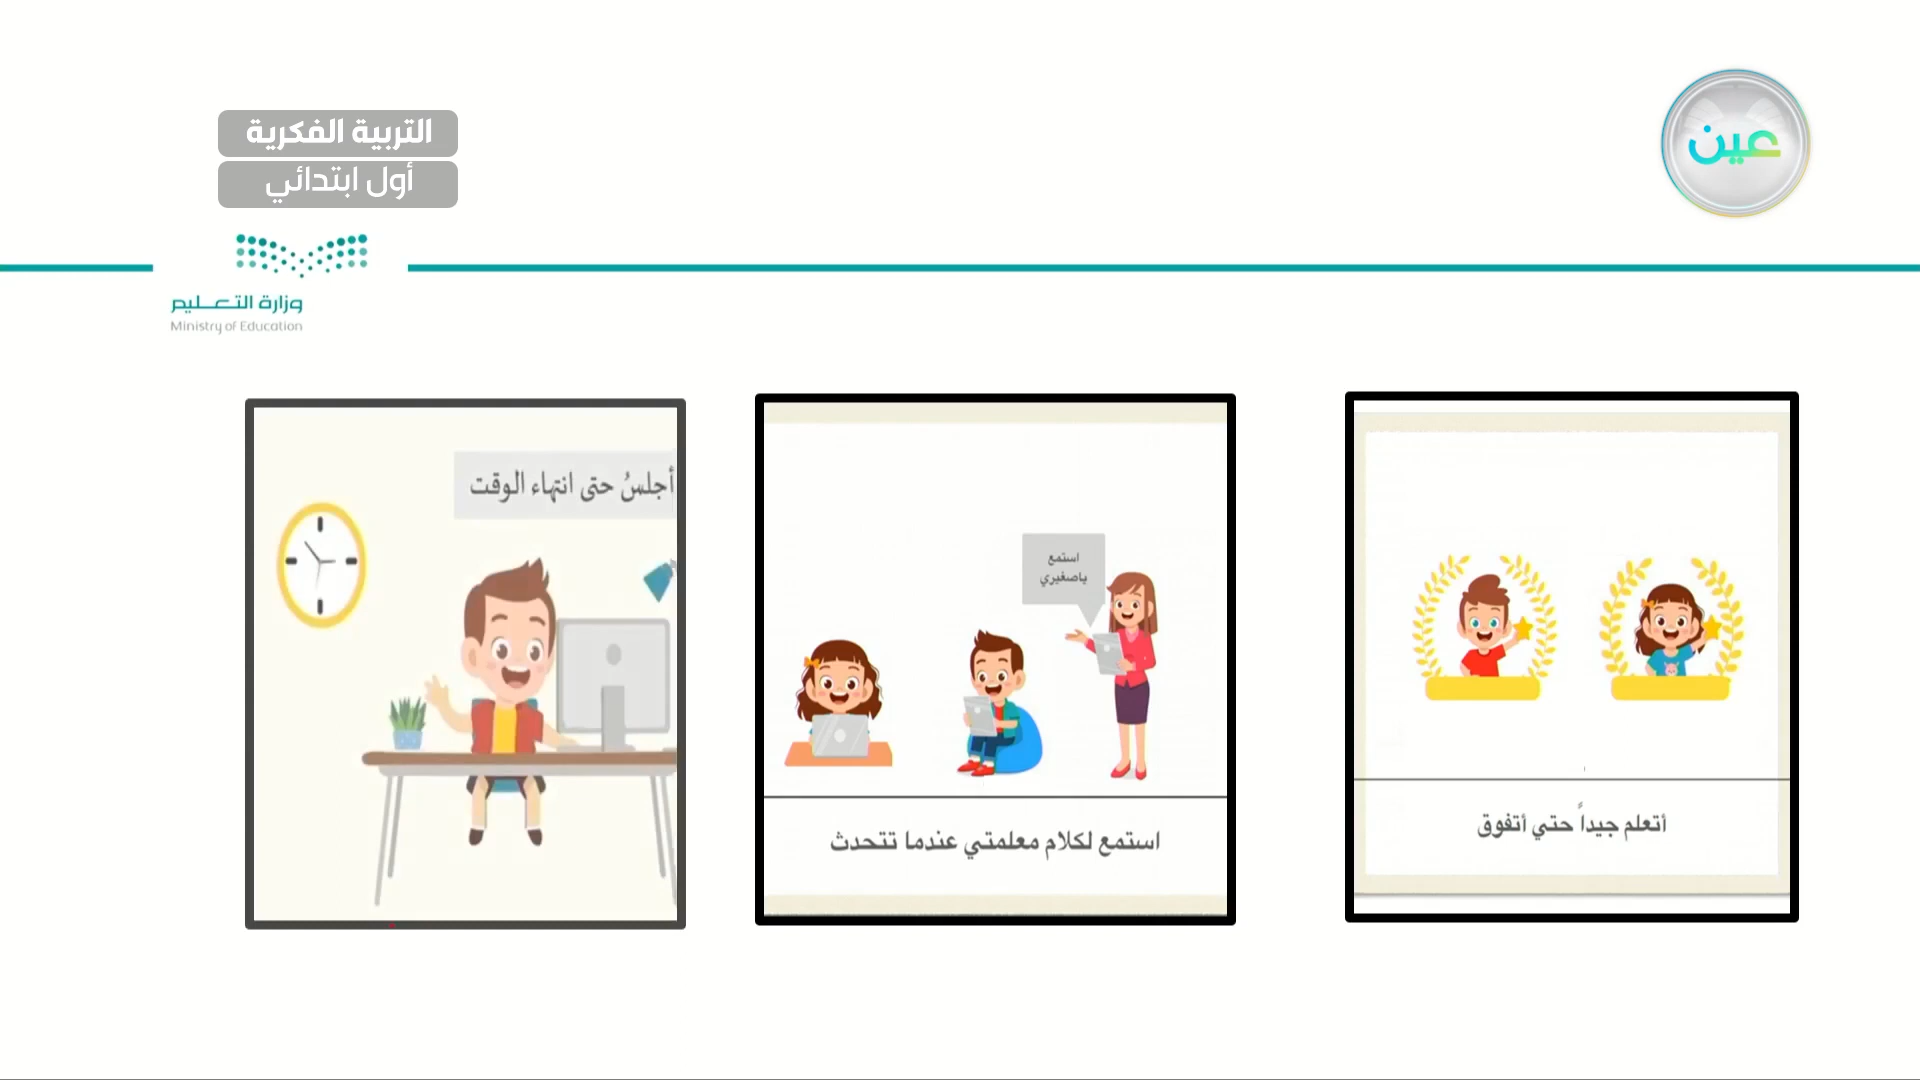 التربية الفكرية
أول ابتدائي
عين
وزارة التعليم
Ministry of Education
أتعلم جيداً حتي أتفوق
استمع
ياصغيري
استمع لكلام معلمتي عندما تتحدث
أجلسُ حتى انتهاء الوقت